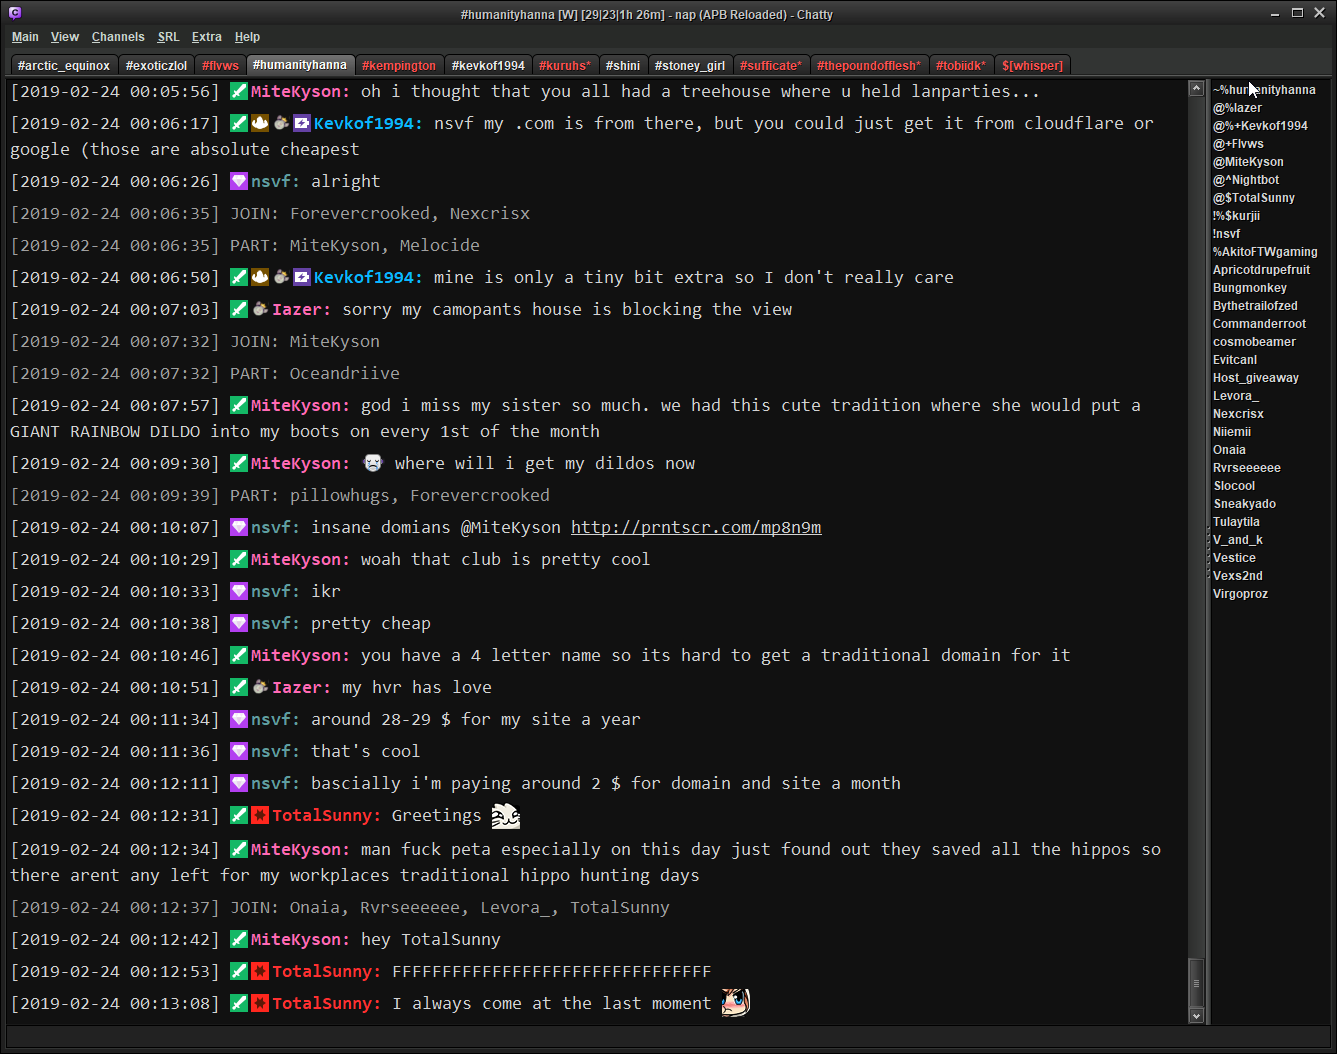 #humanityhanna [W] [29|23|1h 26m] - nap (APB Reloaded) - Chatty
Main View Channels SRL Extra Help
#arctic_equinox #exoticzlol #flvws #humanityhanna #kempington #kevkof1994 #kuruhs* #shini #stoney_girl #sufficate* #thepoundofflesh* #tobiidk* $[whisper]
[2019-02-24 00:05:56] MiteKyson: oh i thought that you all had a treehouse where u held lanparties...
[2019-02-24 00:06:17] Kevkof1994: nsvf my .com is from there, but you could just get it from cloudflare or
google (those are absolute cheapest
[2019-02-24 00:06:26] nsvf: alright
[2019-02-24 00:06:35] JOIN: Forevercrooked, Nexcrisx
[2019-02-24 00:06:35] PART: MiteKyson, Melocide
[2019-02-24 00:06:50] Kevkof1994: mine is only a tiny bit extra so I don't really care
[2019-02-24 00:07:03] Iazer: sorry my camopants house is blocking the view
[2019-02-24 00:07:32] JOIN: MiteKyson
[2019-02-24 00:07:32] PART: Oceandriive
[2019-02-24 00:07:57] MiteKyson: god i miss my sister so much. we had this cute tradition where she would put a
GIANT RAINBOW DILDO into my boots on every 1st of the month
[2019-02-24 00:09:30] MiteKyson: where will i get my dildos now
[2019-02-24 00:09:39] PART: pillowhugs, Forevercrooked
[2019-02-24 00:10:07] nsvf: insane domians @MiteKyson http://prntscr.com/mp8n9m
[2019-02-24 00:10:29] MiteKyson: woah that club is pretty cool
[2019-02-24 00:10:33] nsvf: ikr
[2019-02-24 00:10:38] nsvf: pretty cheap
[2019-02-24 00:10:46] MiteKyson: you have a 4 letter name so its hard to get a traditional domain for it
[2019-02-24 00:10:51] Iazer: my hvr has love
[2019-02-24 00:11:34] nsvf: around 28-29 $ for my site a year
[2019-02-24 00:11:36] nsvf: that's cool
[2019-02-24 00:12:11] nsvf: bascially i'm paying around 2 $ for domain and site a month
[2019-02-24 00:12:31] TotalSunny: Greetings
[2019-02-24 00:12:34] MiteKyson: man fuck peta especially on this day just found out they saved all the hippos so
there arent any left for my workplaces traditional hippo hunting days
[2019-02-24 00:12:37] JOIN: Onaia, Rvrseeeeee, Levora_, TotalSunny
[2019-02-24 00:12:42] MiteKyson: hey TotalSunny
[2019-02-24 00:12:53] TotalSunny: FFFFFFFFFFFFFFFFFFFFFFFFFFFFFFFF
[2019-02-24 00:13:08] TotalSunny: I always come at the last moment
~%humanityhanna
@%Iazer
@%+Kevkof1994
@+Flvws
@MiteKyson
@^Nightbot
@$TotalSunny
!%$kurjii
!nsvf
%AkitoFTWgaming
Apricotdrupefruit
Bungmonkey
Bythetrailofzed
Commanderroot
cosmobeamer
Evitcanl
Host_giveaway
Levora_
Nexcrisx
Niiemii
Onaia
Rvrseeeeee
Slocool
Sneakyado
Tulaytila
V_and_k
Vestice
Vexs2nd
Virgoproz